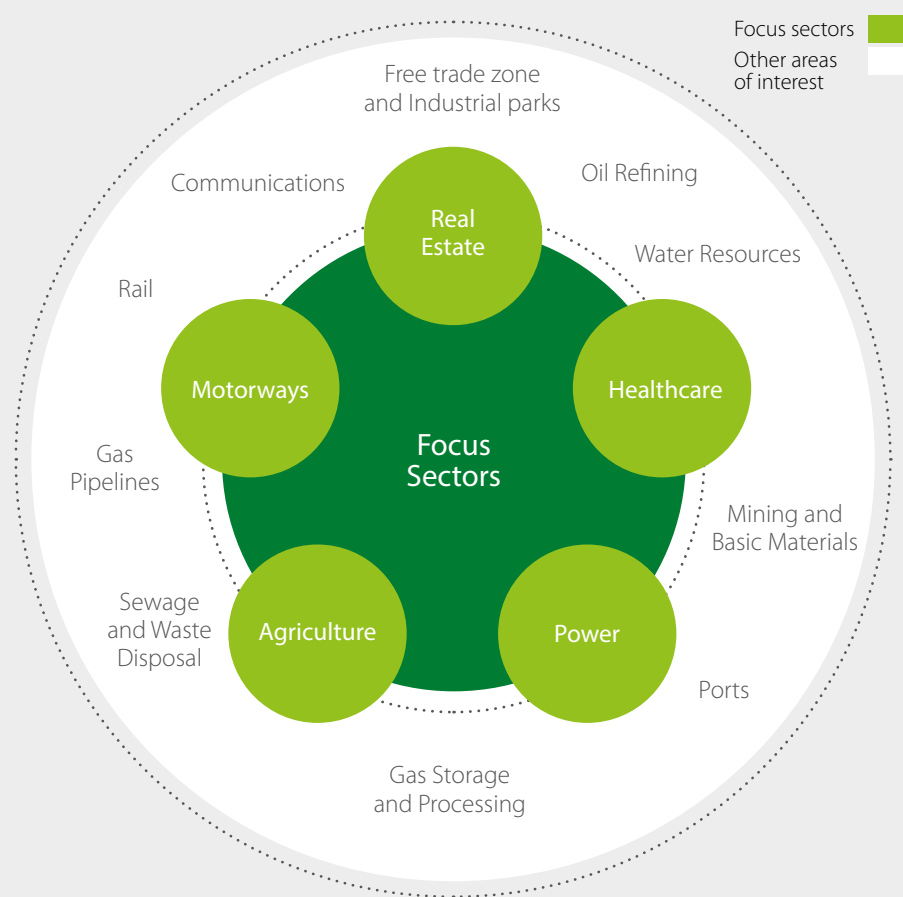 Focus sectors
Other areas
of interest
Free trade zone
and Industrial parks
Communications
Oil Refining
Real
Estate
Water Resources
Rail
Motorways
Healthcare
Focus
Sectors
Gas
Pipelines
Mining and
Basic Materials
Sewage
and Waste
Disposal
Agriculture
Power
Ports
Gas Storage
and Processing